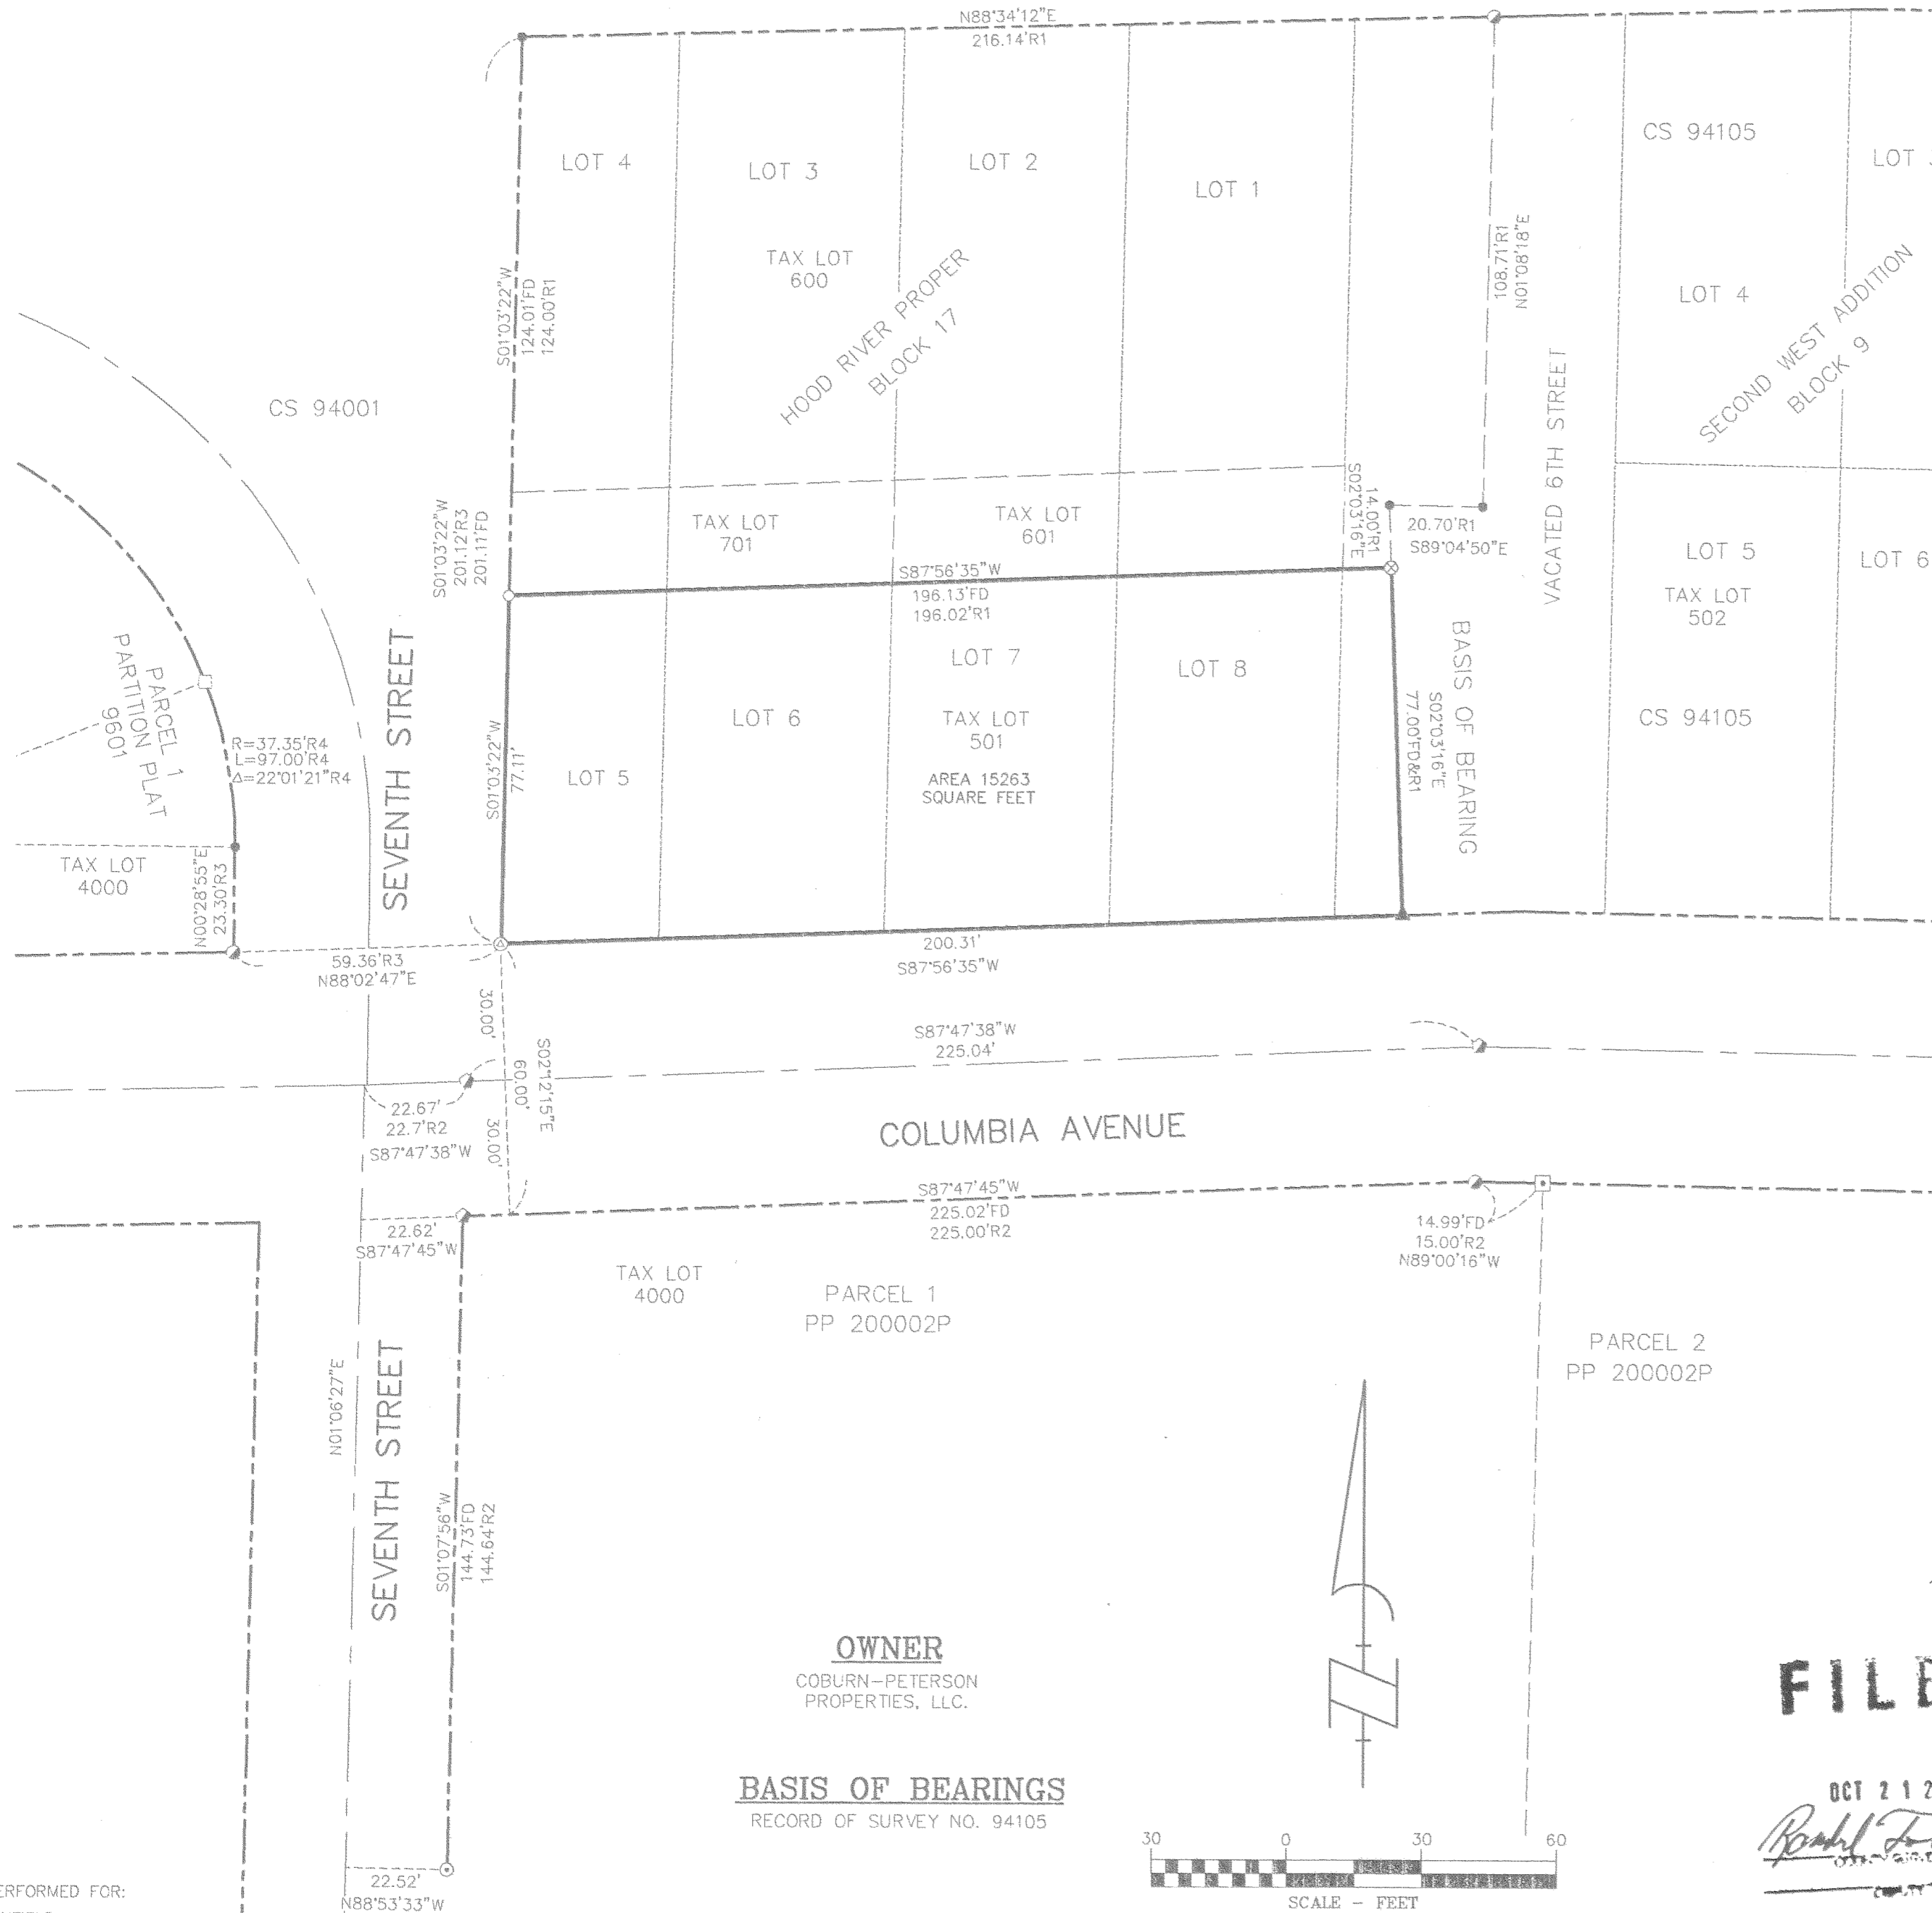 N88°34'12"E
216.14'R1
LOT 4
LOT 3
LOT 2
LOT 1
CS 94105
LOT
TAX LOT
600
HOOD RIVER PROPER
BLOCK 17
S01°03'22"W
124.01'FD
124.00'R1
108.71'R1
N01°08'18"E
LOT 4
SECOND WEST ADDITION
BLOCK 9
CS 94001
VACATED 6TH STREET
S01°03'22"W
201.12'R3
201.11'FD
TAX LOT
701
TAX LOT
601
14.00'R1
S02°03'16"E
20.70'R1
S89°04'50"E
LOT 5
LOT 6
TAX LOT
502
S87°56'35"W
196.13'FD
196.02'R1
PARCEL 1
PARTITION PLAT
9601
R=37.35'R4
L=97.00'R4
Δ=22°01'21"R4
SEVENTH STREET
S01°03'22"W
77.11'
LOT 5
LOT 6
LOT 7
TAX LOT
501
AREA 15263
SQUARE FEET
LOT 8
BASIS OF BEARING
S02°03'16"E
77.00'FD&R1
CS 94105
TAX LOT
4000
N00°28'55"E
23.30'R3
59.36'R3
N88°02'47"E
200.31'
S87°56'35"W
30.00'
S02°12'15"E
60.00'
30.00'
S87°47'38"W
225.04'
22.67'
22.7'R2
S87°47'38"W
COLUMBIA AVENUE
22.62'
S87°47'45"W
S87°47'45"W
225.02'FD
225.00'R2
14.99'FD
15.00'R2
N89°00'16"W
TAX LOT
4000
PARCEL 1
PP 200002P
PARCEL 2
PP 200002P
N01°06'27"E
SEVENTH STREET
S01°07'56"W
144.73'FD
144.64'R2
OWNER
COBURN-PETERSON
PROPERTIES, LLC.
BASIS OF BEARINGS
RECORD OF SURVEY NO. 94105
N
FILE
OCT 21 2
22.52'
N88°53'33"W
ERFORMED FOR:
30 0 30 60
SCALE - FEET